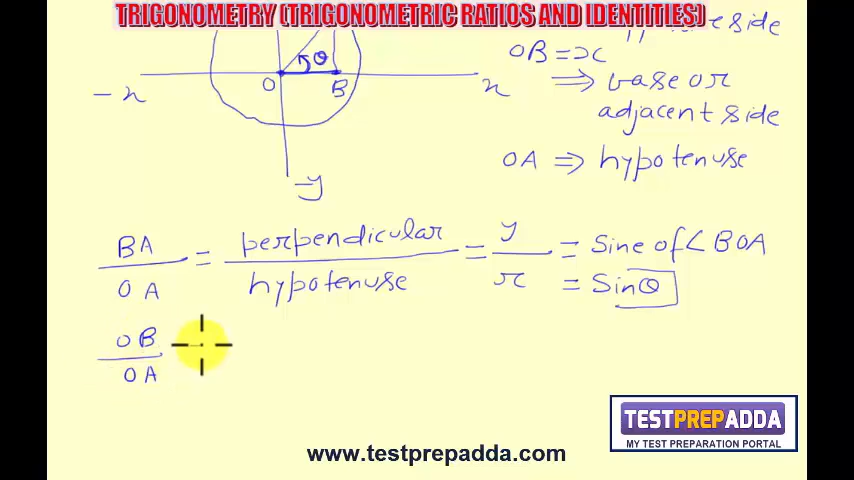 TRIGONOMETRY (TRIGONOMETRIC RATIOS AND IDENTITIES)
side
OB = x
θ
O B
-x x
⇒ base or
adjacent side
OA ⇒ hypotenuse
-y
BA / OA = perpendicular / hypotenuse = y / r = Sine of ∠ BOA
= Sinθ
OB / OA
TESTPREPADDA
MY TEST PREPARATION PORTAL
www.testprepadda.com